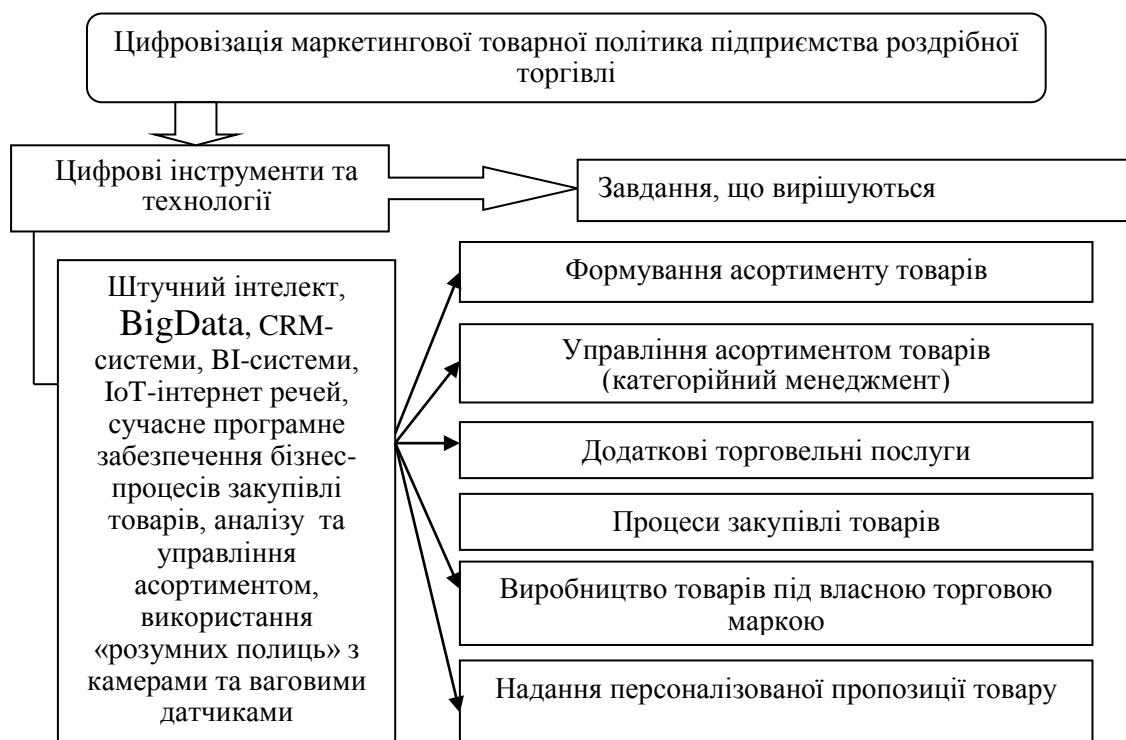 Цифровізація маркетингової товарної політика підприємства роздрібної
торгівлі
Цифрові інструменти та
технології
Завдання, що вирішуються
Штучний інтелект,
BigData, CRM-
системи, BI-системи,
IoT-інтернет речей,
сучасне програмне
забезпечення бізнес-
процесів закупівлі
товарів, аналізу та
управління
асортиментом,
використання
«розумних полиць» з
камерами та ваговими
датчиками
Формування асортименту товарів
Управління асортиментом товарів
(категорійний менеджмент)
Додаткові торговельні послуги
Процеси закупівлі товарів
Виробництво товарів під власною торговою
маркою
Надання персоналізованої пропозиції товару